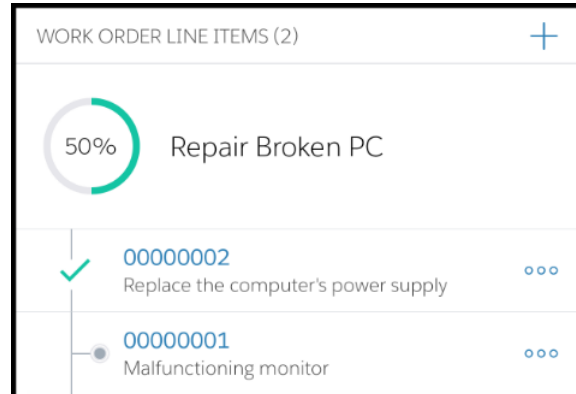 WORK ORDER LINE ITEMS (2)
50%
Repair Broken PC
00000002
Replace the computer's power supply
00000001
Malfunctioning monitor